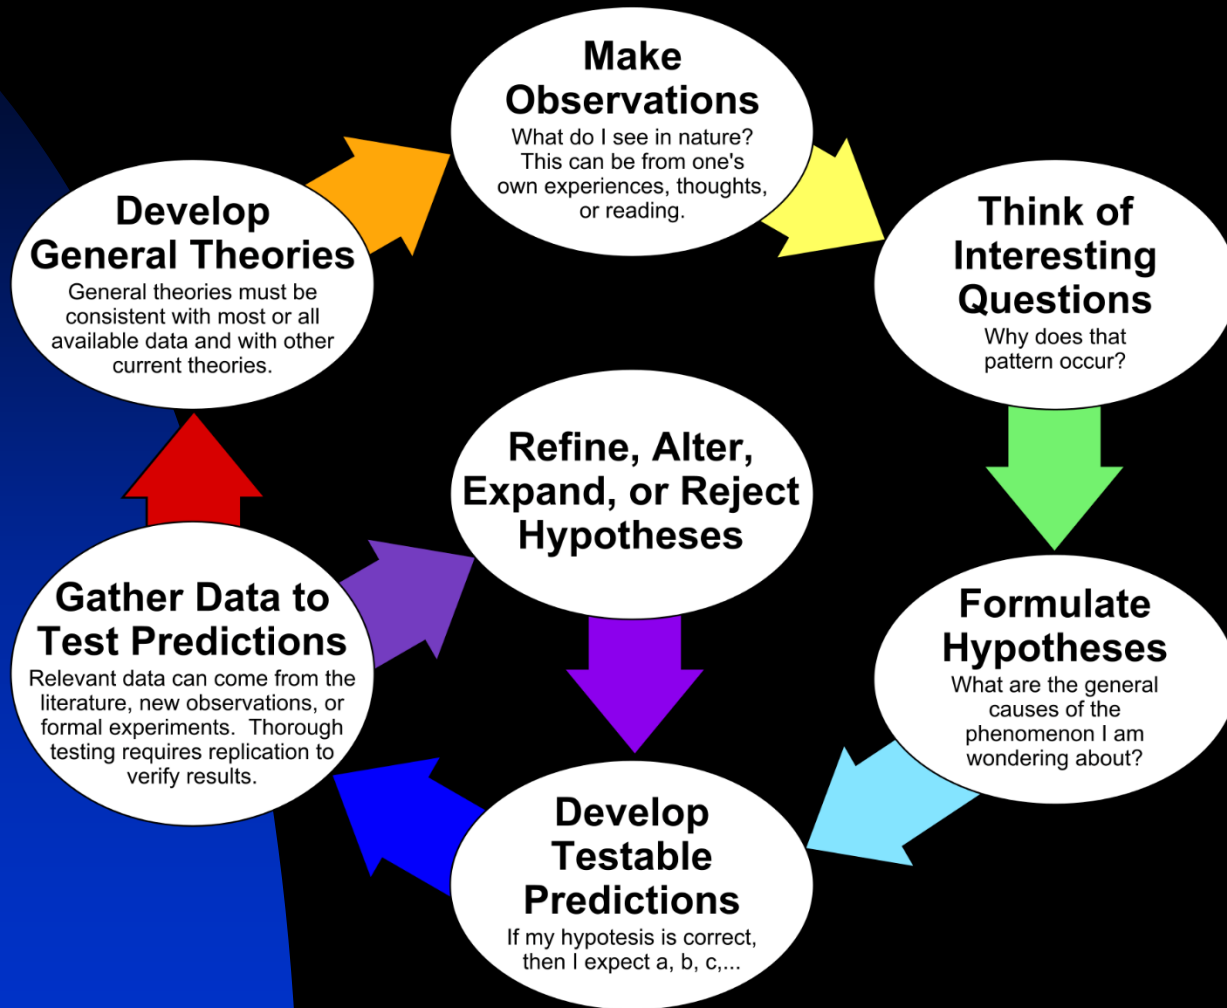 Make
Observations
What do I see in nature?
This can be from one's
own experiences, thoughts,
or reading.
Think of
Interesting
Questions
Why does that
pattern occur?
Formulate
Hypotheses
What are the general
causes of the
phenomenon I am
wondering about?
Develop
Testable
Predictions
If my hypotesis is correct,
then I expect a, b, c,...
Gather Data to
Test Predictions
Relevant data can come from the
literature, new observations, or
formal experiments. Thorough
testing requires replication to
verify results.
Refine, Alter,
Expand, or Reject
Hypotheses
Develop
General Theories
General theories must be
consistent with most or all
available data and with other
current theories.